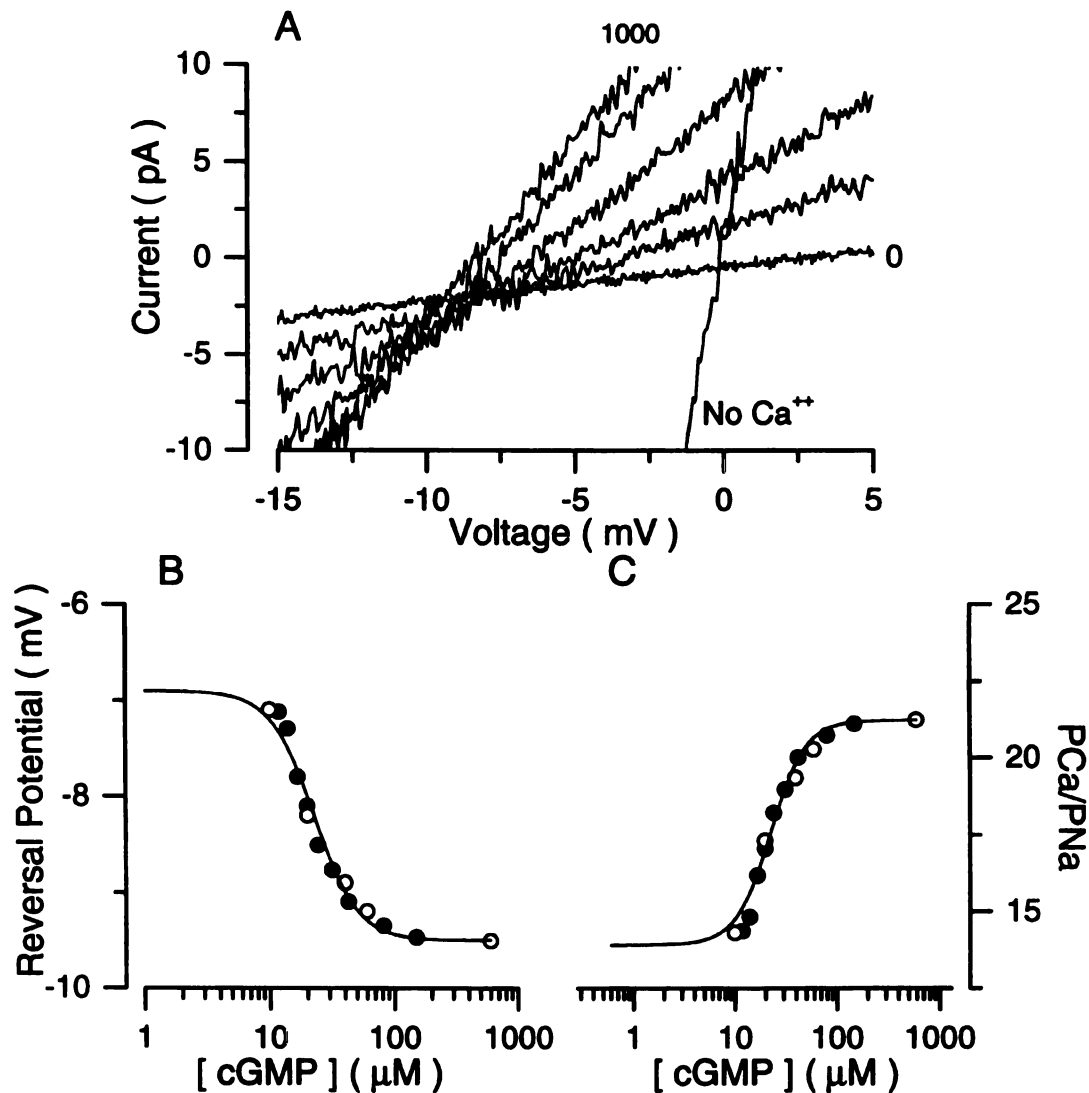 A
1000
10
5
0
-5
-10
Current ( pA )
0
No Ca++
-15
-10
-5
0
5
Voltage ( mV )
B
-6
-8
-10
Reversal Potential ( mV )
1
10
100
1000
[ cGMP ] ( μM )
C
25
20
15
PCa/PNa
1
10
100
1000
[ cGMP ] ( μM )